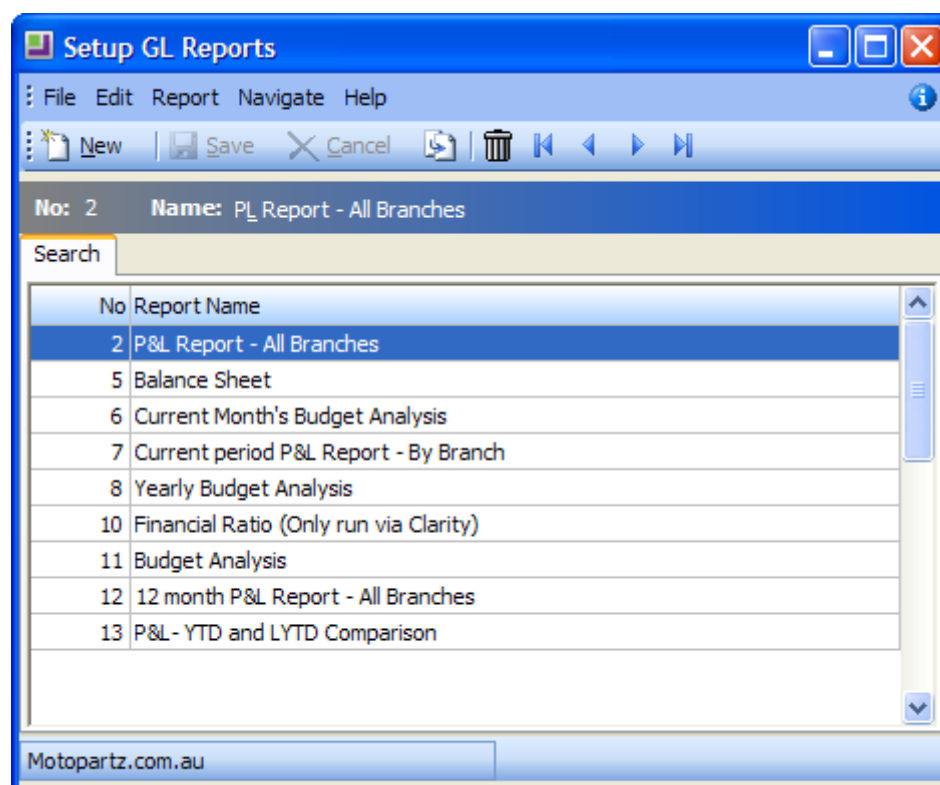 Setup GL Reports
File Edit Report Navigate Help
New Save Cancel
No: 2 Name: PL Report - All Branches
Search
No Report Name
2 P&L Report - All Branches
5 Balance Sheet
6 Current Month's Budget Analysis
7 Current period P&L Report - By Branch
8 Yearly Budget Analysis
10 Financial Ratio (Only run via Clarity)
11 Budget Analysis
12 12 month P&L Report - All Branches
13 P&L- YTD and LYTD Comparison
Motopartz.com.au